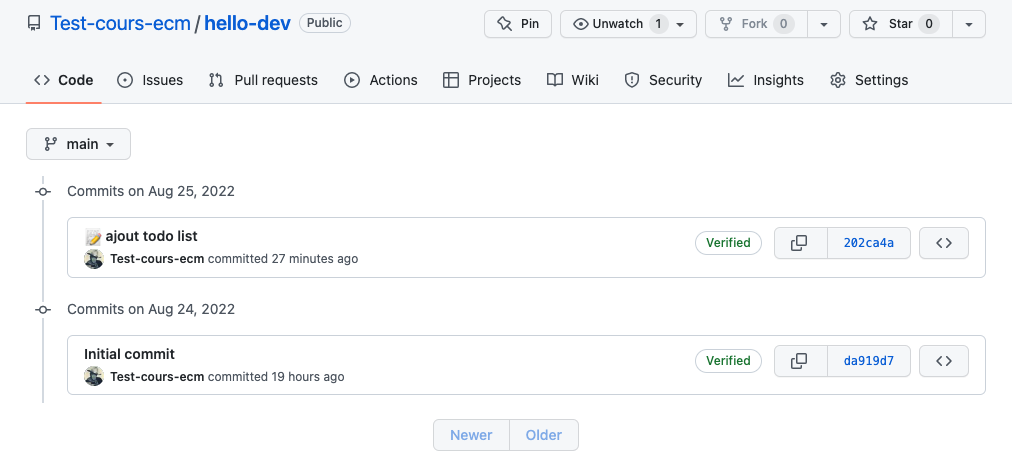 Test-cours-ecm / hello-dev Public Pin Unwatch 1 Fork 0 Star 0
Code Issues Pull requests Actions Projects Wiki Security Insights Settings
main
Commits on Aug 25, 2022
📝 ajout todo list
Verified 202ca4a
Test-cours-ecm committed 27 minutes ago
Commits on Aug 24, 2022
Initial commit
Verified da919d7
Test-cours-ecm committed 19 hours ago
Newer Older